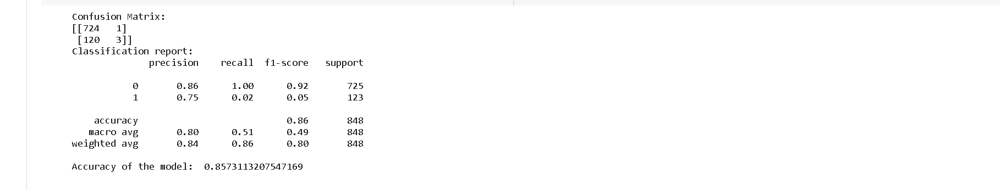 Confusion Matrix:
[[724   1]
 [120   3]]
Classification report:
              precision    recall  f1-score   support

           0       0.86      1.00      0.92       725
           1       0.75      0.02      0.05       123

    accuracy                           0.86       848
   macro avg       0.80      0.51      0.49       848
weighted avg       0.84      0.86      0.80       848

Accuracy of the model:  0.8573113207547169